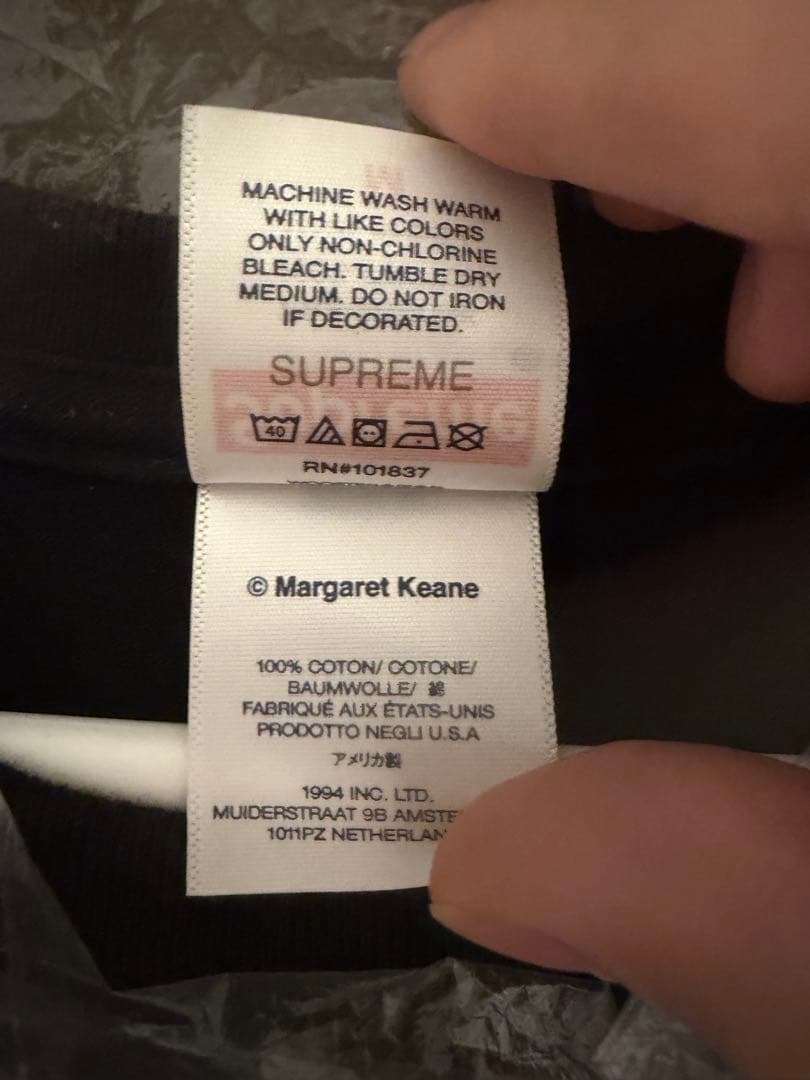 MACHINE WASH WARM
WITH LIKE COLORS
ONLY NON-CHLORINE
BLEACH. TUMBLE DRY
MEDIUM. DO NOT IRON
IF DECORATED.
SUPREME
40
RN#101837
© Margaret Keane
100% COTON/ COTONE/
BAUMWOLLE/ 綿
FABRIQUÉ AUX ÉTATS-UNIS
PRODOTTO NEGLI U.S.A
アメリカ製
1994 INC. LTD.
MUIDERSTRAAT 9B AMSTE
1011PZ NETHERLAN